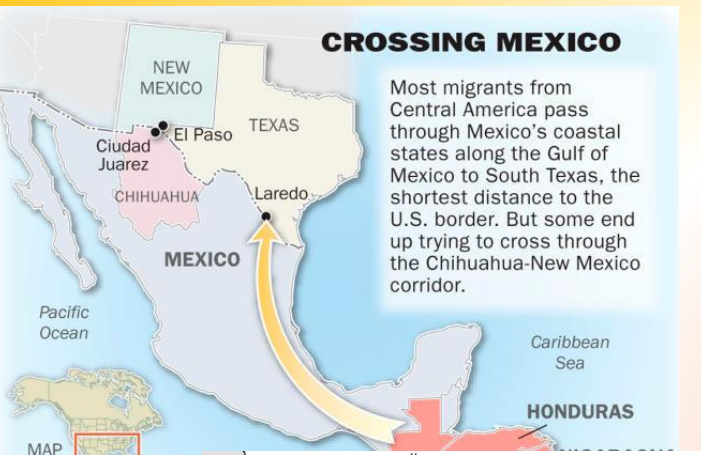 CROSSING MEXICO
Most migrants from
Central America pass
through Mexico's coastal
states along the Gulf of
Mexico to South Texas, the
shortest distance to the
U.S. border. But some end
up trying to cross through
the Chihuahua-New Mexico
corridor.
NEW
MEXICO
TEXAS
El Paso
Ciudad
Juarez
CHIHUAHUA
Laredo
MEXICO
Pacific
Ocean
Caribbean
Sea
HONDURAS
NICARAGUA
MAP